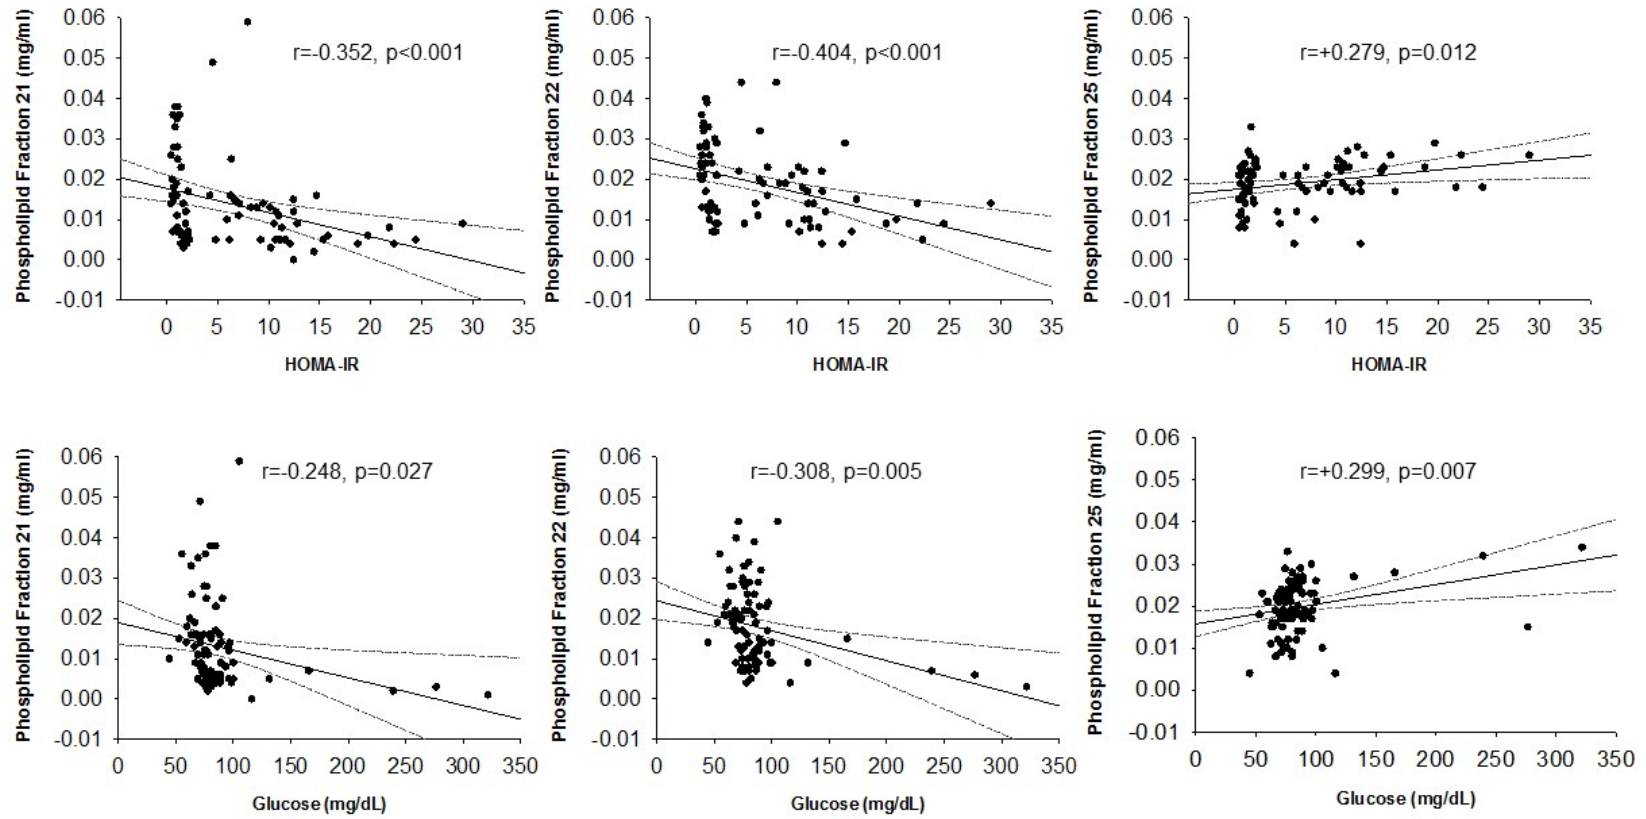 Phospholipid Fraction 21 (mg/ml)
0.06
0.05
0.04
0.03
0.02
0.01
0.00
-0.01
r=-0.352, p<0.001
0 5 10 15 20 25 30 35
HOMA-IR
Phospholipid Fraction 22 (mg/ml)
0.06
0.05
0.04
0.03
0.02
0.01
0.00
-0.01
r=-0.404, p<0.001
0 5 10 15 20 25 30 35
HOMA-IR
Phospholipid Fraction 25 (mg/ml)
0.06
0.05
0.04
0.03
0.02
0.01
0.00
-0.01
r=+0.279, p=0.012
0 5 10 15 20 25 30 35
HOMA-IR
Phospholipid Fraction 21 (mg/ml)
0.06
0.05
0.04
0.03
0.02
0.01
0.00
-0.01
r=-0.248, p=0.027
0 50 100 150 200 250 300 350
Glucose (mg/dL)
Phospholipid Fraction 22 (mg/ml)
0.06
0.05
0.04
0.03
0.02
0.01
0.00
-0.01
r=-0.308, p=0.005
0 50 100 150 200 250 300 350
Glucose (mg/dL)
Phospholipid Fraction 25 (mg/ml)
0.06
0.05
0.04
0.03
0.02
0.01
0.00
-0.01
r=+0.299, p=0.007
0 50 100 150 200 250 300 350
Glucose (mg/dL)